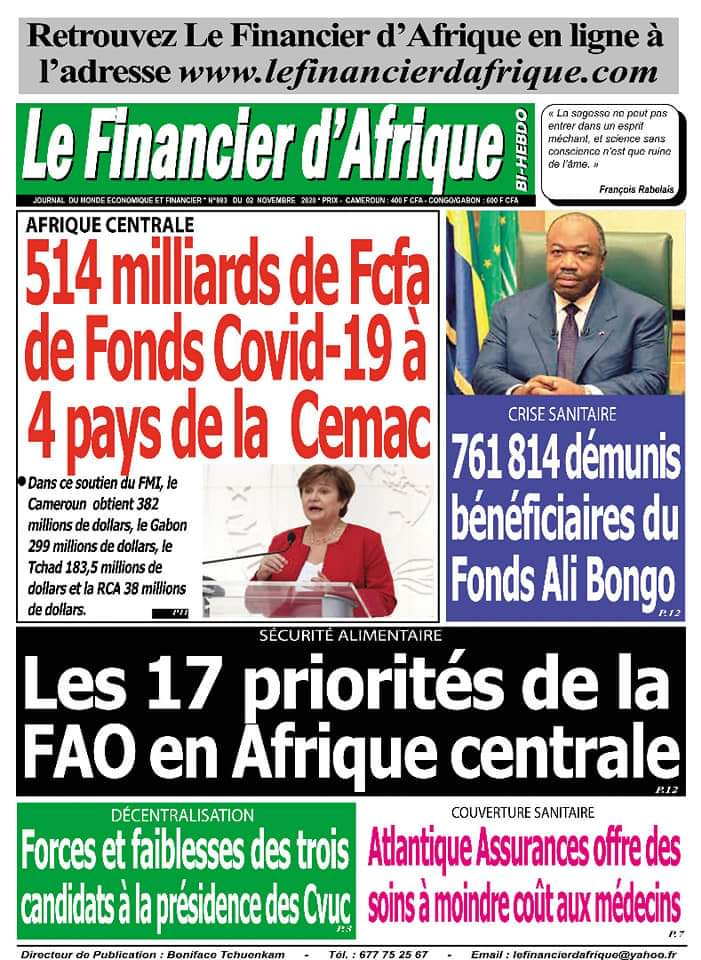 Retrouvez Le Financier d'Afrique en ligne à
l'adresse www.lefinancierdafrique.com
Le Financier d'Afrique
BI-HEBDO
« La sagesse ne peut pas
entrer dans un esprit
méchant, et science sans
conscience n'est que ruine
de l'âme. »
François Rabelais
JOURNAL DU MONDE ECONOMIQUE ET FINANCIER * N°803 DU 02 NOVEMBRE 2020 * PRIX - CAMEROUN : 400 F CFA - CONGO/GABON : 600 F CFA
AFRIQUE CENTRALE
514 milliards de Fcfa
de Fonds Covid-19 à
4 pays de la Cemac
Dans ce soutien du FMI, le
Cameroun obtient 382
millions de dollars, le Gabon
299 millions de dollars, le
Tchad 183,5 millions de
dollars et la RCA 38 millions
de dollars.
CRISE SANITAIRE
761 814 démunis
bénéficiaires du
Fonds Ali Bongo
P.12
SÉCURITÉ ALIMENTAIRE
Les 17 priorités de la
FAO en Afrique centrale
P.12
DÉCENTRALISATION
Forces et faiblesses des trois
candidats à la présidence des Cvuc
P.3
COUVERTURE SANITAIRE
Atlantique Assurances offre des
soins à moindre coût aux médecins
P.7
Directeur de Publication : Boniface Tchuenkam - Tél. : 677 75 25 67 - Email : lefinancierdafrique@yahoo.fr